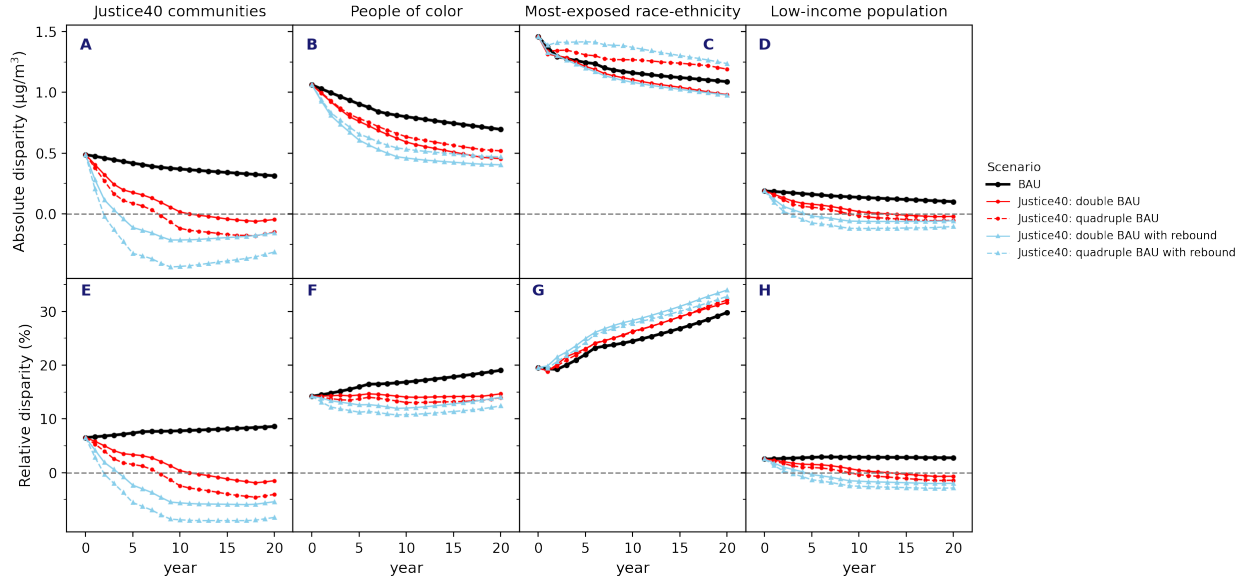 Justice40 communities
People of color
Most-exposed race-ethnicity
Low-income population
Absolute disparity (μg/m³)
1.5
1.0
0.5
0.0
A
B
C
D
Relative disparity (%)
30
20
10
0
E
F
G
H
0 5 10 15 20
year
0 5 10 15 20
year
0 5 10 15 20
year
0 5 10 15 20
year
Scenario
BAU
Justice40: double BAU
Justice40: quadruple BAU
Justice40: double BAU with rebound
Justice40: quadruple BAU with rebound